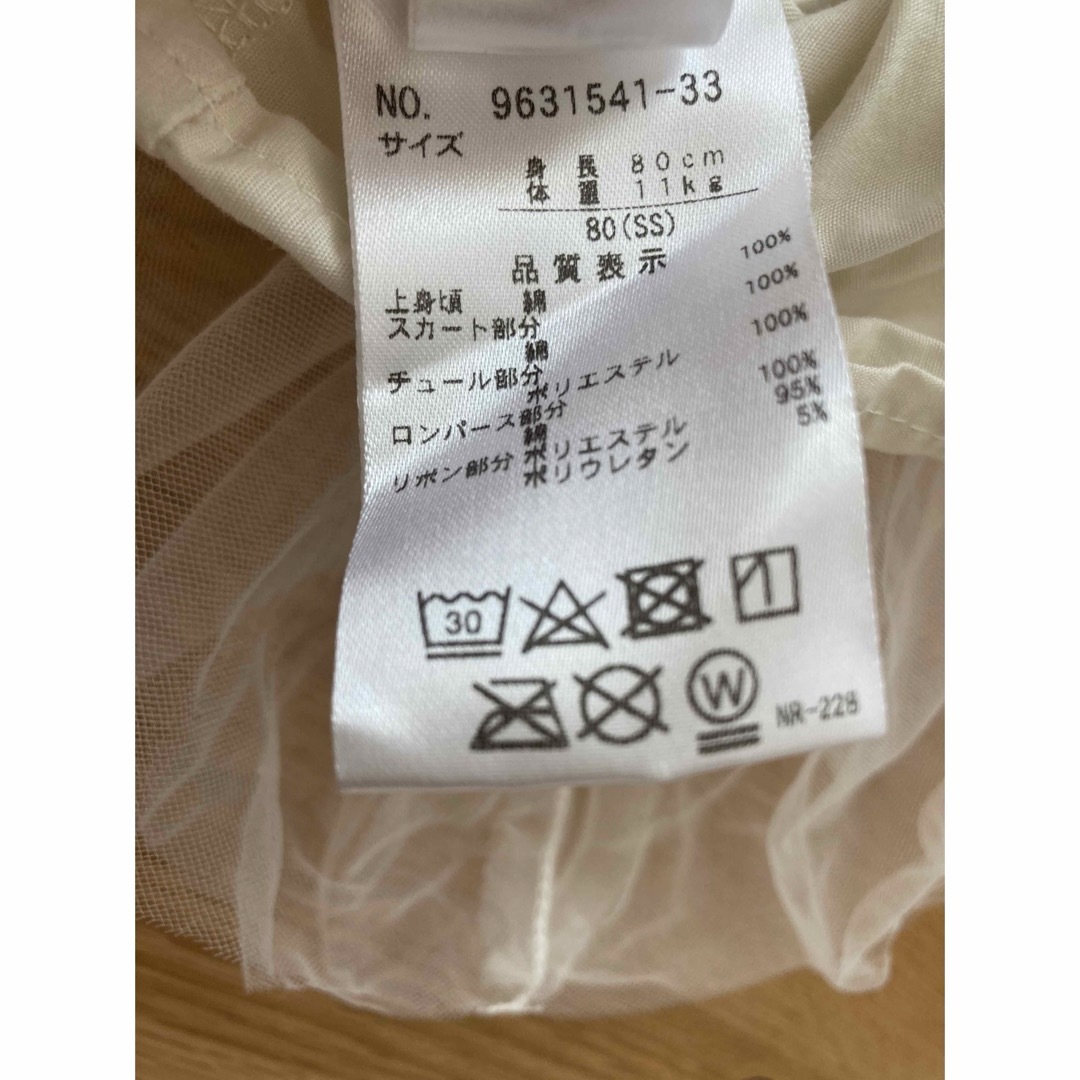 NO. 9631541-33
サイズ
身長 80cm
体重 11kg
80(SS)
品質表示
上身頃 綿 100%
スカート部分
綿 100%
チュール部分
ポリエステル 100%
ロンパース部分
綿 100%
リボン部分 ポリエステル 95%
ポリウレタン 5%
30
W
NR-228